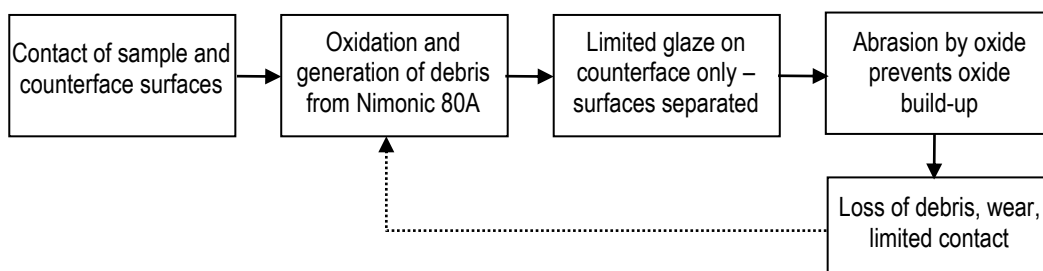 Contact of sample and
counterface surfaces
Oxidation and
generation of debris
from Nimonic 80A
Limited glaze on
counterface only –
surfaces separated
Abrasion by oxide
prevents oxide
build-up
Loss of debris, wear,
limited contact